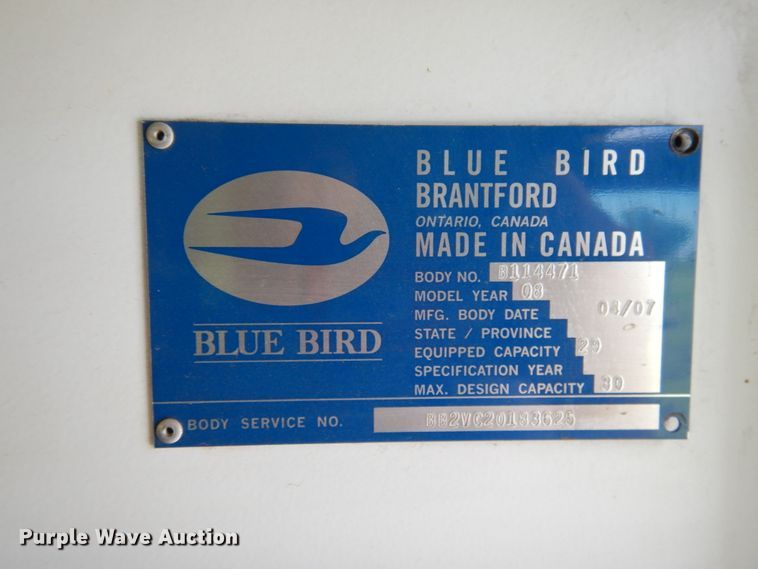 BLUE BIRD
BLUE BIRD
BRANTFORD
ONTARIO, CANADA
MADE IN CANADA
BODY NO. B114471
MODEL YEAR 08
MFG. BODY DATE 08/07
STATE / PROVINCE
EQUIPPED CAPACITY 29
SPECIFICATION YEAR
MAX. DESIGN CAPACITY 30
BODY SERVICE NO.
Purple Wave Auction